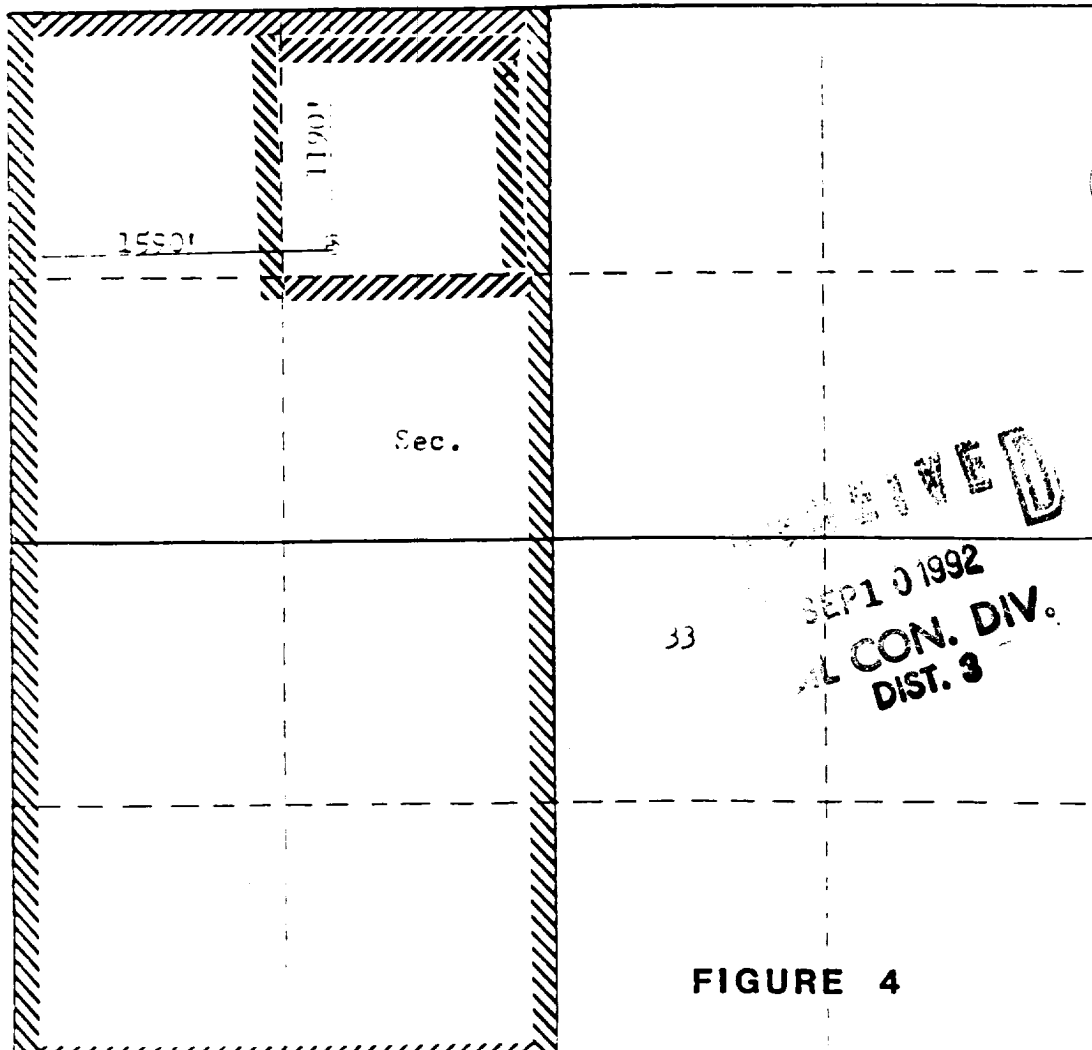 1190'
1590'
Sec.
SEP 10 1992
33
CON. DIV.
DIST. 3
FIGURE 4